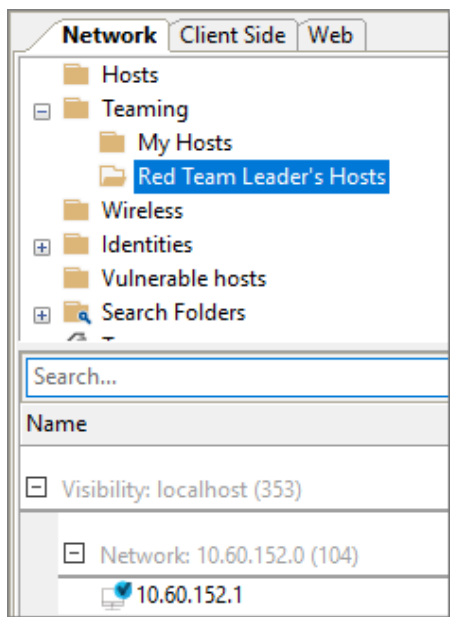 Network Client Side Web
Hosts
Teaming
My Hosts
Red Team Leader's Hosts
Wireless
Identities
Vulnerable hosts
Search Folders
Search...
Name
Visibility: localhost (353)
Network: 10.60.152.0 (104)
10.60.152.1